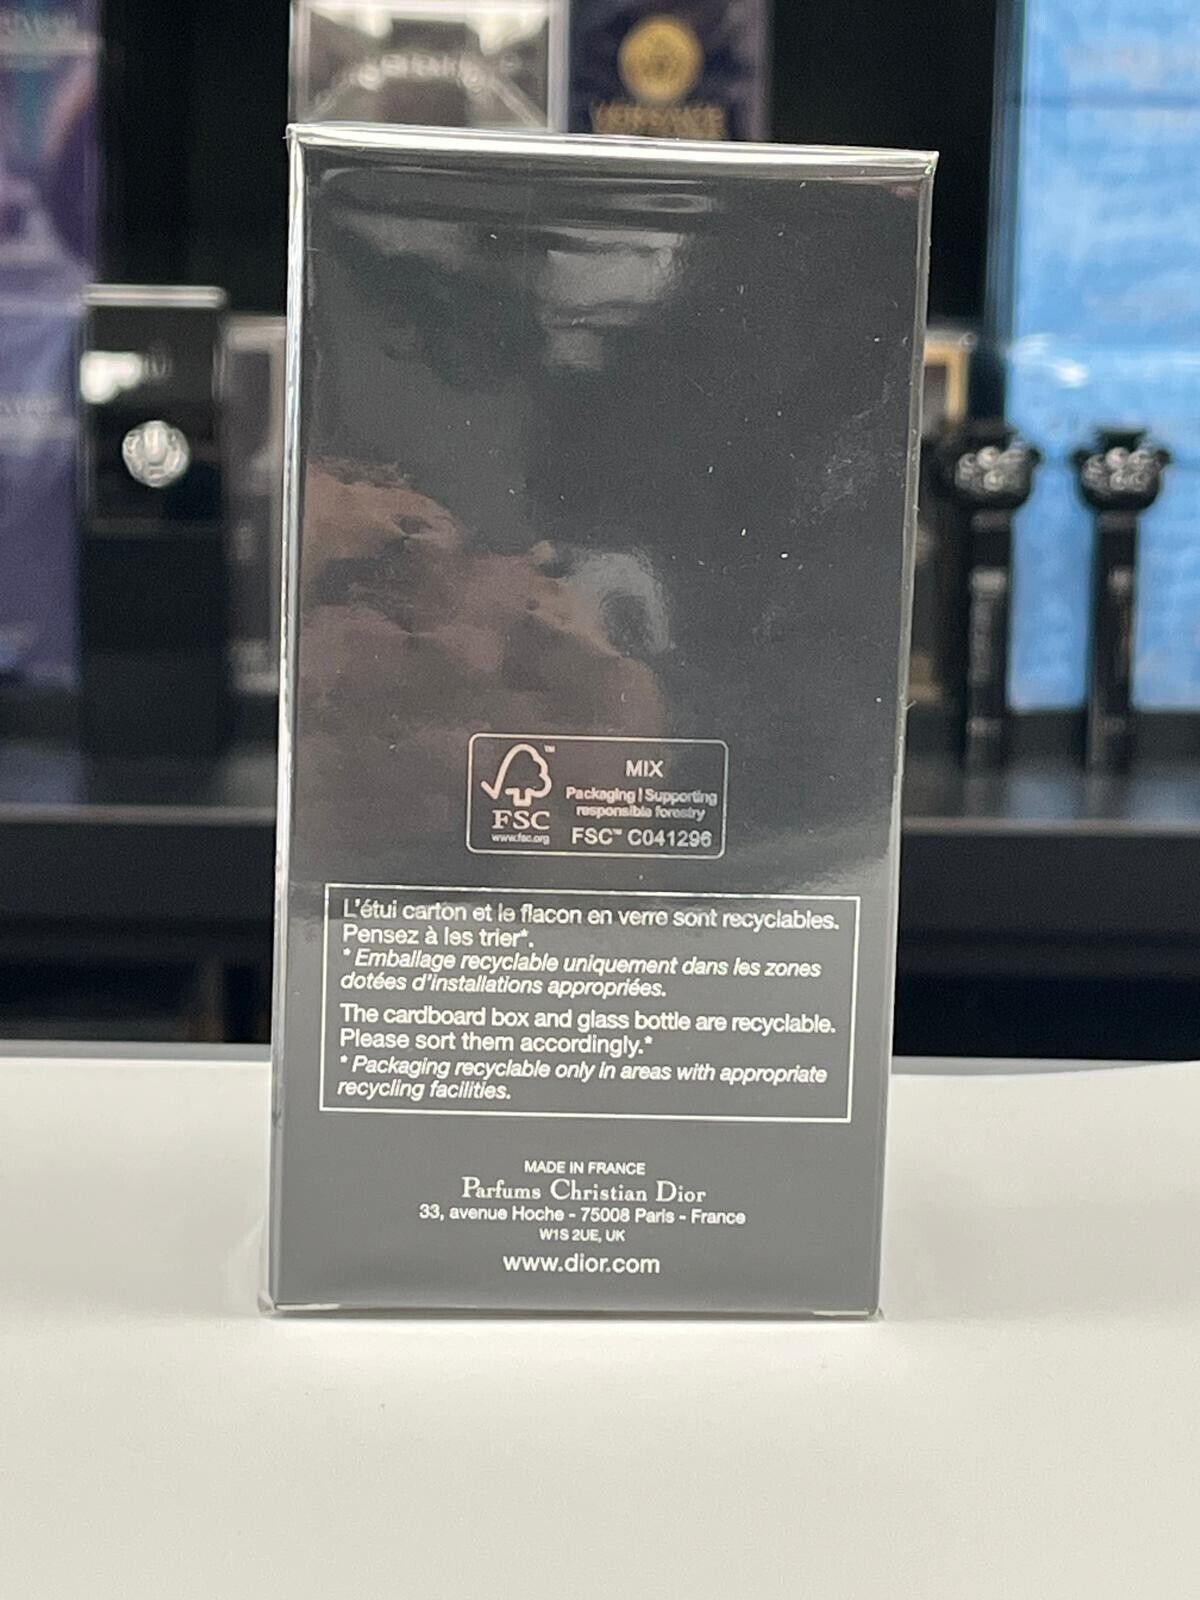 VERSACE
™
FSC
www.fsc.org
MIX
Packaging | Supporting
responsible forestry
FSC™ C041296
L'étui carton et le flacon en verre sont recyclables.
Pensez à les trier*.
* Emballage recyclable uniquement dans les zones
dotées d'installations appropriées.
The cardboard box and glass bottle are recyclable.
Please sort them accordingly.*
* Packaging recyclable only in areas with appropriate
recycling facilities.
MADE IN FRANCE
Parfums Christian Dior
33, avenue Hoche - 75008 Paris - France
W1S 2UE, UK
www.dior.com